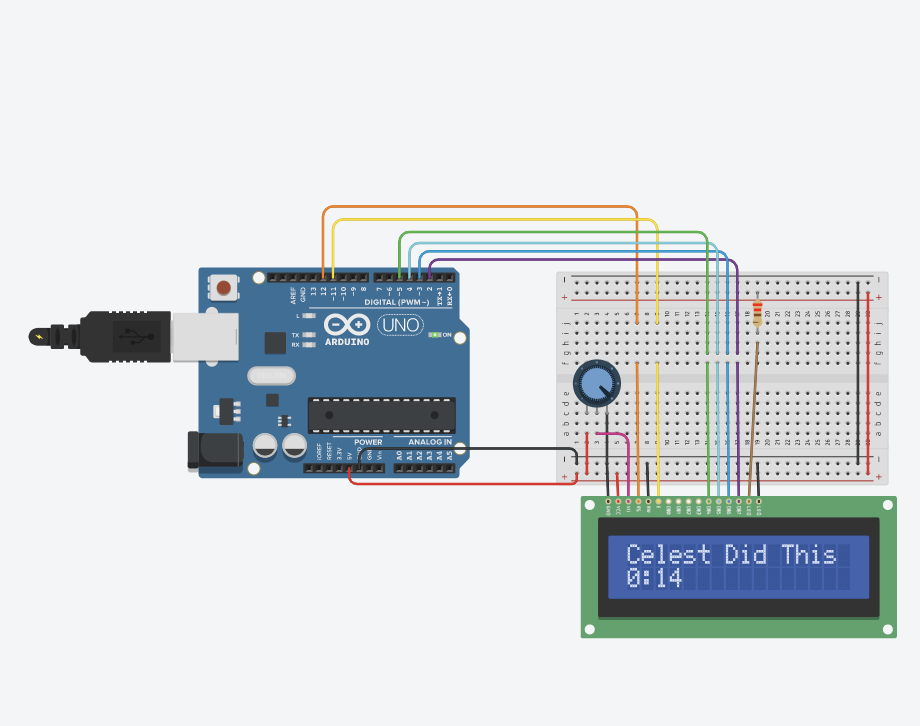 AREF
GND
13
12
~11
~10
~9
8
7
~6
~5
4
~3
2
TX→1
RX←0
DIGITAL (PWM~)
L
TX
RX
UNO
ARDUINO
ON
POWER
ANALOG IN
IOREF
RESET
3.3V
5V
GND
Vin
A0
A1
A2
A3
A4
A5
Celest Did This
0:14